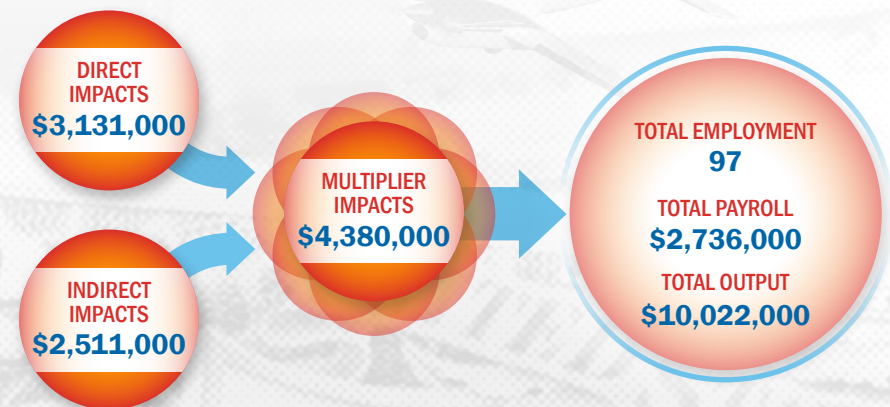 DIRECT
IMPACTS
$3,131,000
INDIRECT
IMPACTS
$2,511,000
MULTIPLIER
IMPACTS
$4,380,000
TOTAL EMPLOYMENT
97
TOTAL PAYROLL
$2,736,000
TOTAL OUTPUT
$10,022,000